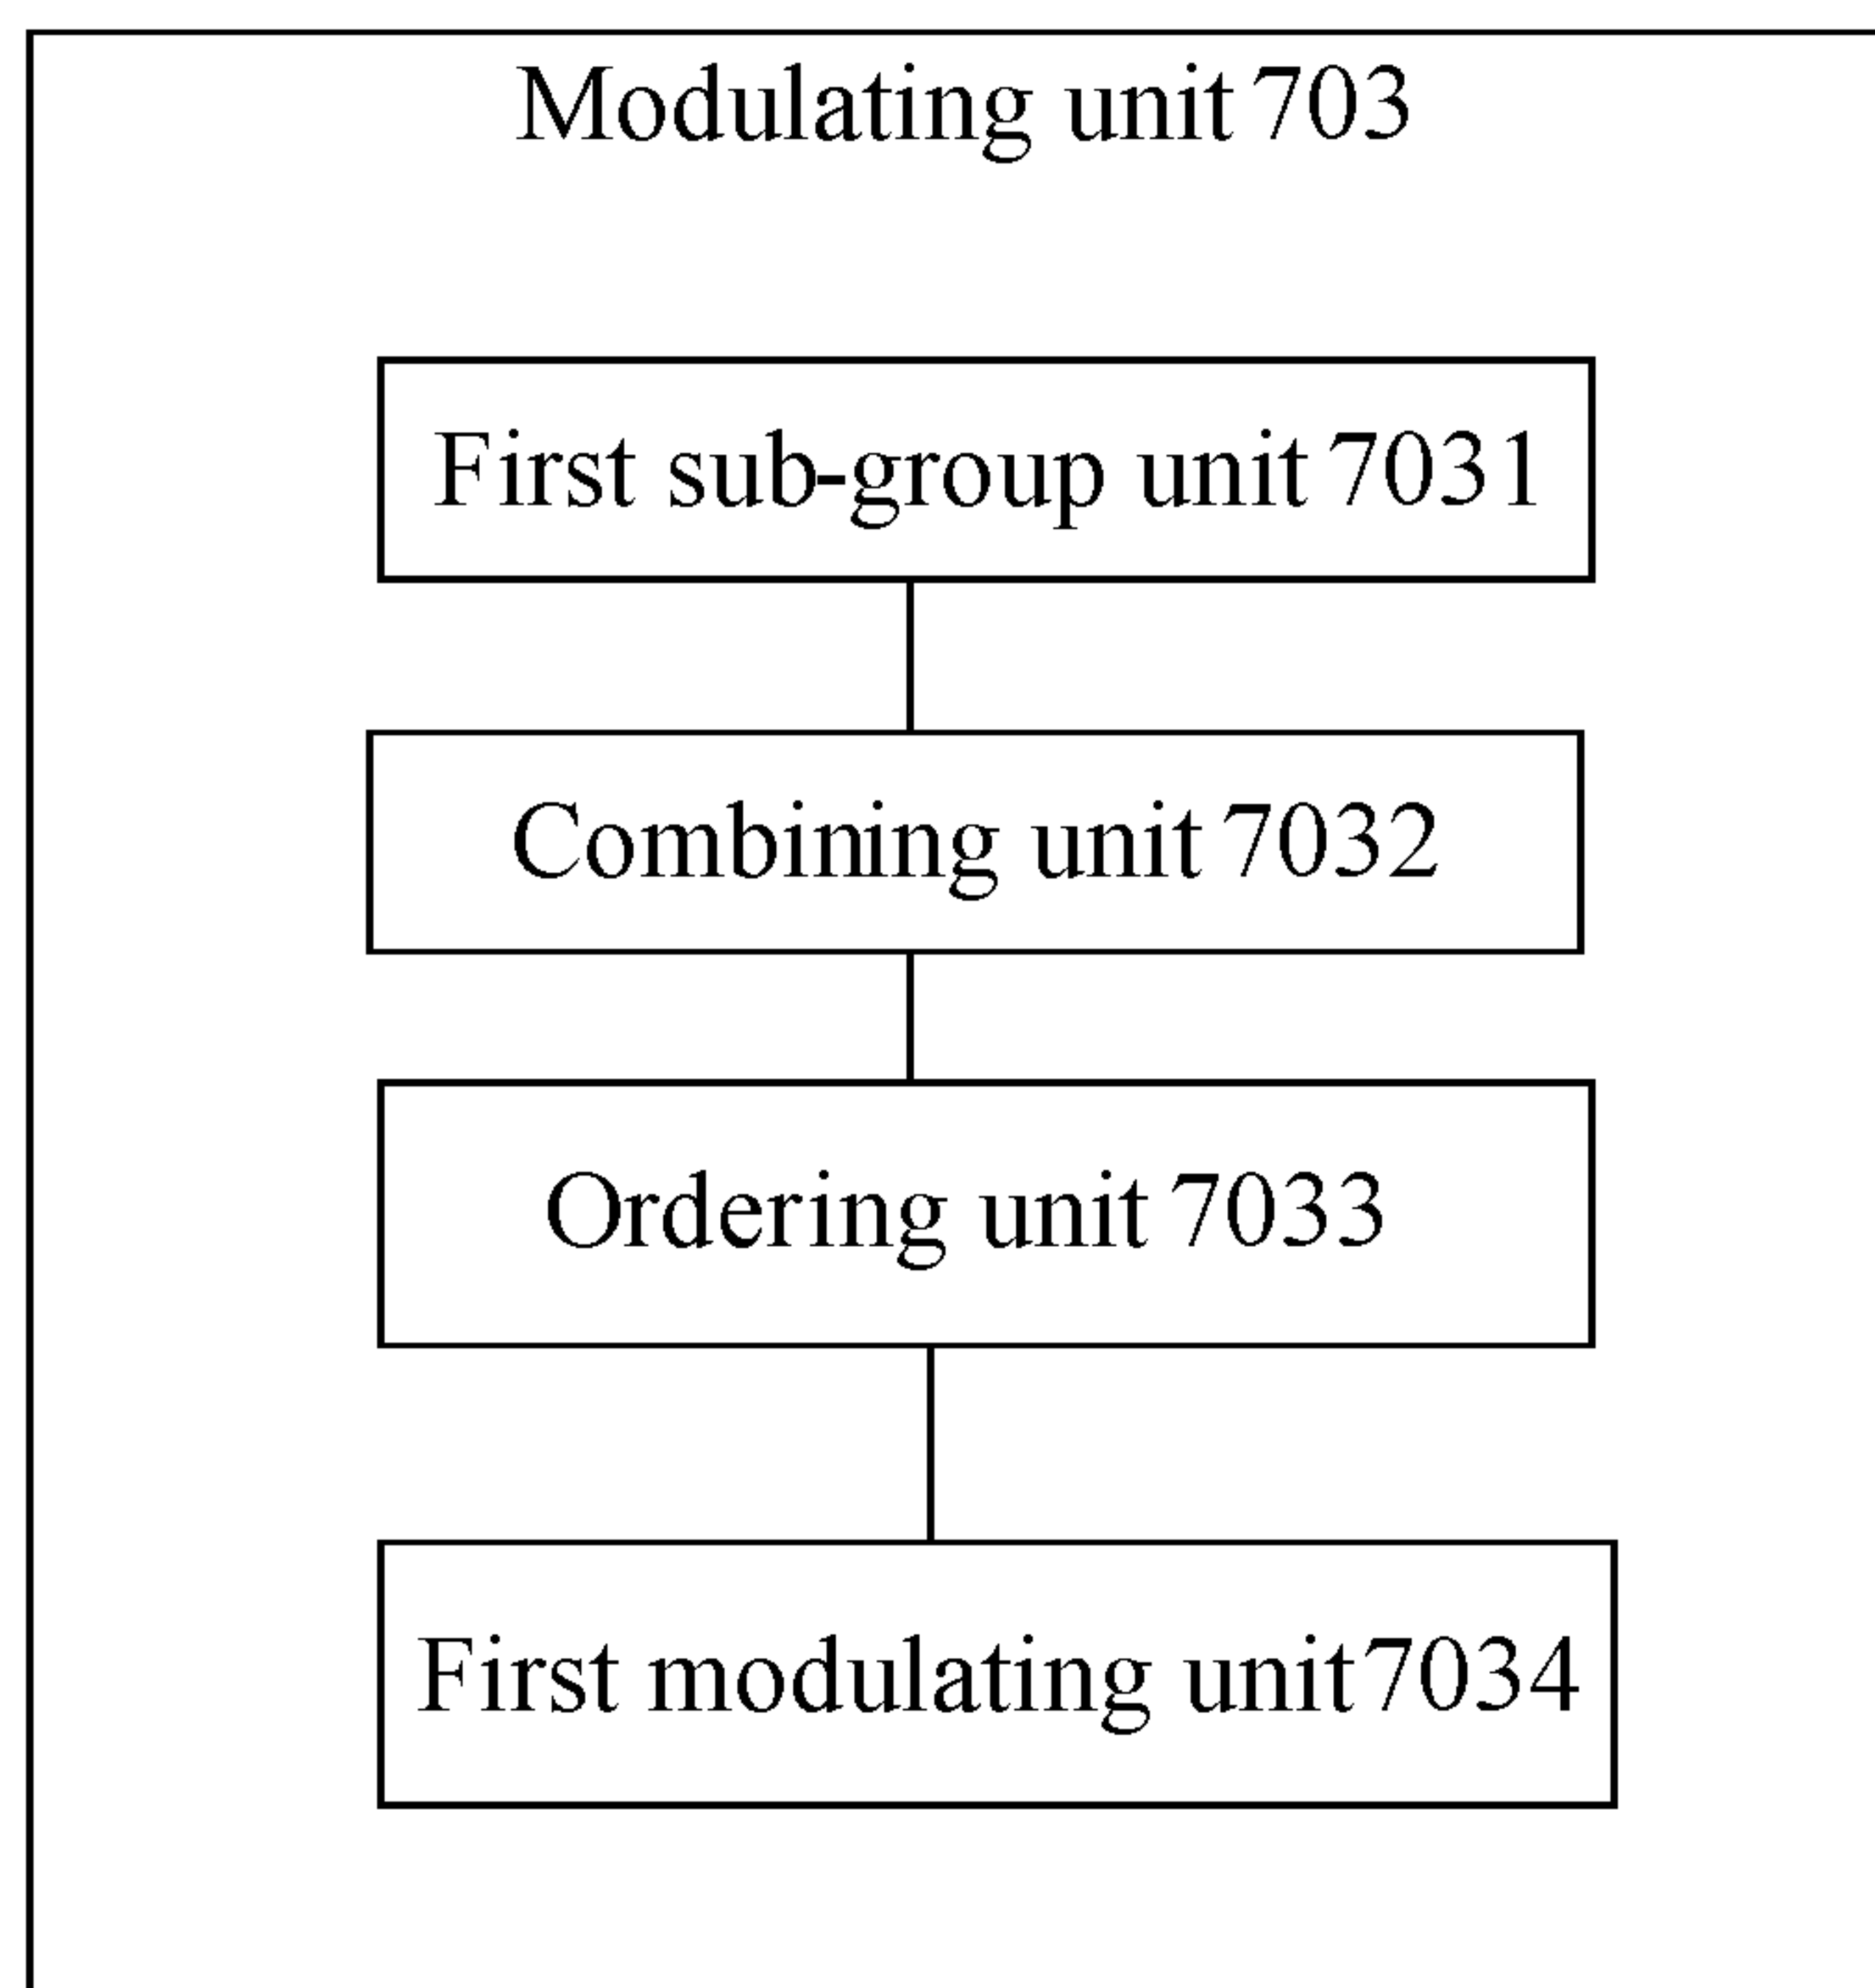 Modulating unit 703
First sub-group unit 7031
Combining unit 7032
Ordering unit 7033
First modulating unit7034